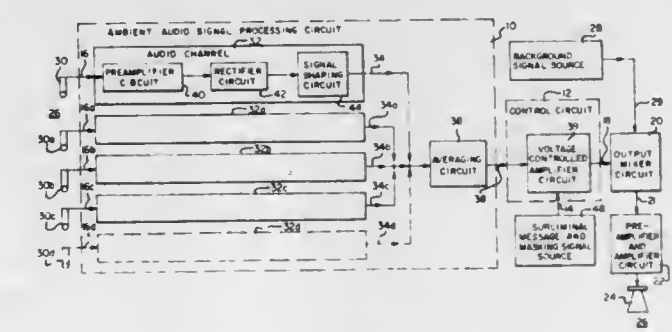 AMBIENT AUDIO SIGNAL PROCESSING CIRCUIT
10
28
32
AUDIO CHANNEL
BACKGROUND SIGNAL SOURCE
30
16
PREAMPLIFIER CIRCUIT
RECTIFIER CIRCUIT
SIGNAL SHAPING CIRCUIT
34
40
42
44
26
12
29
CONTROL CIRCUIT
16a
32a
34a
30a
36
39
18
20
AVERAGING CIRCUIT
VOLTAGE CONTROLLED AMPLIFIER CIRCUIT
OUTPUT MIXER CIRCUIT
16b
32b
34b
30b
38
21
16c
32c
34c
30c
14
48
SUBLIMINAL MESSAGE AND MASKING SIGNAL SOURCE
PRE-AMPLIFIER AND AMPLIFIER CIRCUIT
16d
32d
34d
30d
22
24
26